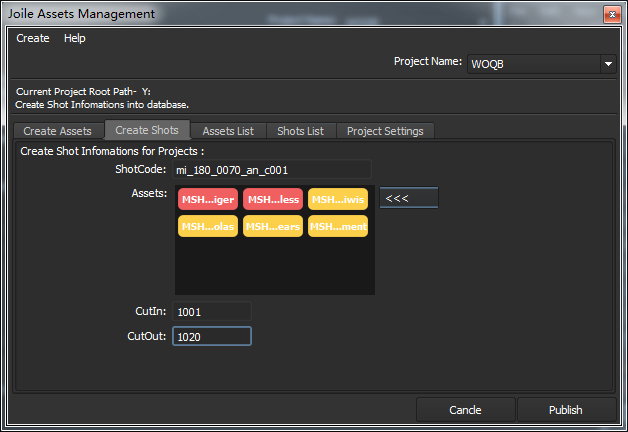 Joile Assets Management
Create Help
Project Name: WOQB
Current Project Root Path- Y:
Create Shot Infomations into database.
Create Assets Create Shots Assets List Shots List Project Settings
Create Shot Infomations for Projects :
ShotCode: mi_180_0070_an_c001
Assets: MSH...iger MSH...less MSH...iwis <<<
MSH...olas MSH...ears MSH...ment
CutIn: 1001
CutOut: 1020
Cancle Publish